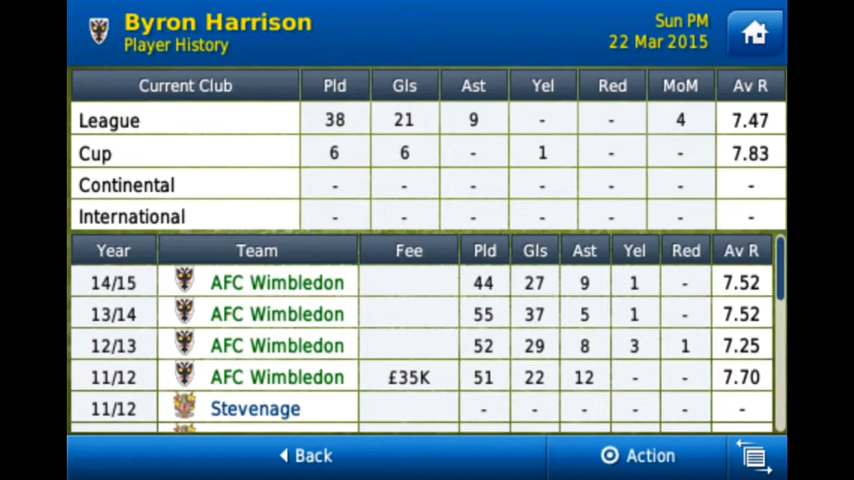 Byron Harrison
Player History
Sun PM
22 Mar 2015
Current Club Pld Gls Ast Yel Red MoM Av R
League 38 21 9 - - 4 7.47
Cup 6 6 - 1 - - 7.83
Continental - - - - - - -
International - - - - - - -
Year Team Fee Pld Gls Ast Yel Red Av R
14/15 AFC Wimbledon 44 27 9 1 - 7.52
13/14 AFC Wimbledon 55 37 5 1 - 7.52
12/13 AFC Wimbledon 52 29 8 3 1 7.25
11/12 AFC Wimbledon £35K 51 22 12 - - 7.70
11/12 Stevenage - - - - - -
Back Action